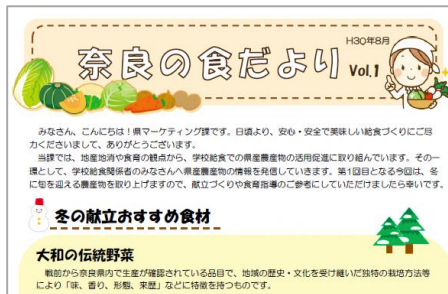 H30年8月
奈良の食だより Vol.1
みなさん、こんにちは！県マーケティング課です。日頃より、安心・安全で美味しい給食づくりにご尽
力くださいまして、ありがとうございます。
当課では、地産地消や食育の観点から、学校給食での県産農産物の活用促進に取り組んでいます。その一
環として、学校給食関係者のみなさんへ県産農産物の情報を発信していきます。第1回目となる今回は、冬
に旬を迎える農産物を取り上げますので、献立づくりや食育指導のご参考にしていただけましたら幸いです。
冬の献立おすすめ食材
大和の伝統野菜
戦前から奈良県内で生産が確認されている品目で、地域の歴史・文化を受け継いだ独特の栽培方法等
により「味、香り、形態、来歴」などに特徴を持つものです。